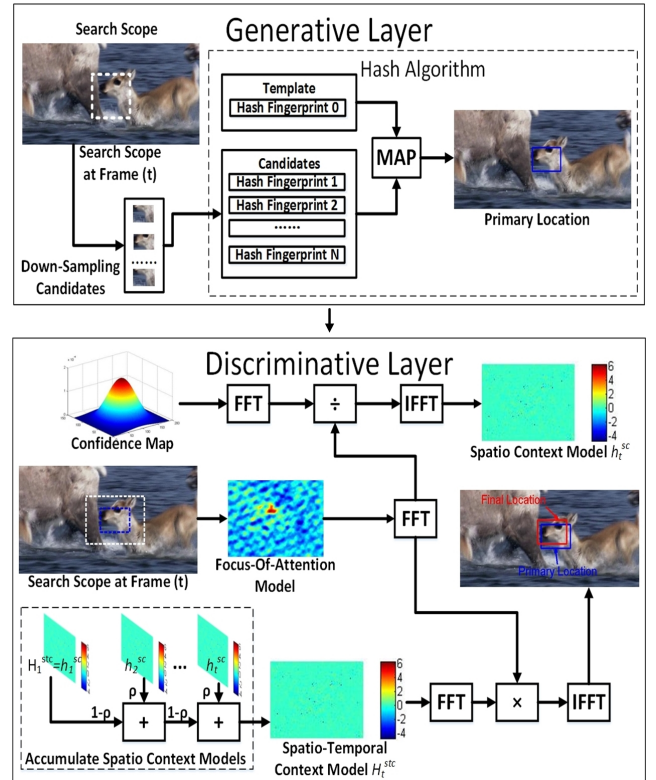 Generative Layer
Search Scope
Search Scope
at Frame (t)
Down-Sampling
Candidates
......
Hash Algorithm
Template
Hash Fingerprint 0
Candidates
Hash Fingerprint 1
Hash Fingerprint 2
......
Hash Fingerprint N
MAP
Primary Location
Discriminative Layer
Confidence Map
FFT
÷
IFFT
6
4
2
0
-2
-4
Spatio Context Model h_t^sc
Search Scope at Frame (t)
Focus-Of-Attention
Model
FFT
Final Location
Primary Location
H_1^stc=h_1^sc
h_2^sc
...
h_t^sc
ρ
ρ
1-ρ
+
1-ρ
+
Accumulate Spatio Context Models
6
4
2
0
-2
-4
Spatio-Temporal
Context Model H_t^stc
FFT
×
IFFT